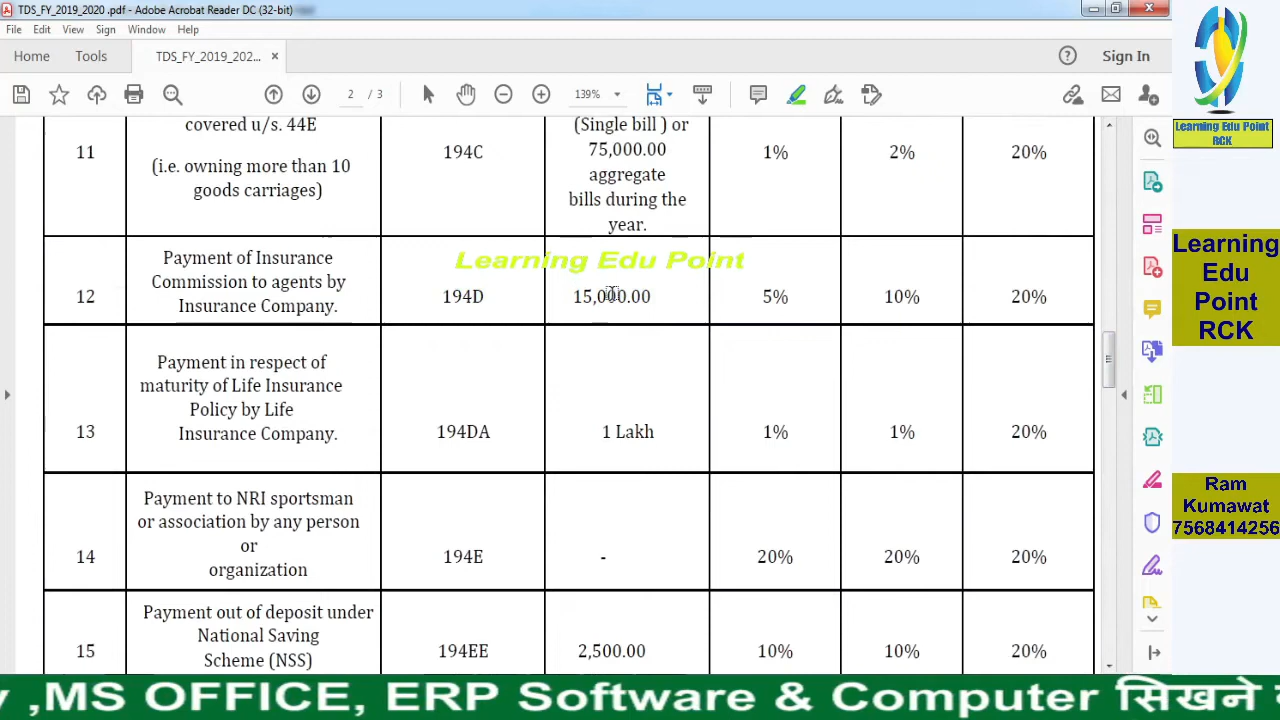 TDS_FY_2019_2020 .pdf - Adobe Acrobat Reader DC (32-bit)
File Edit View Sign Window Help
Home Tools TDS_FY_2019_202... × Sign In
2 / 3 139%
covered u/s. 44E
(i.e. owning more than 10
goods carriages)
11 194C
(Single bill ) or
75,000.00
aggregate
bills during the
year.
1% 2% 20%
Payment of Insurance
Commission to agents by
Insurance Company.
12 194D 15,000.00 5% 10% 20%
Learning Edu Point
Payment in respect of
maturity of Life Insurance
Policy by Life
Insurance Company.
13 194DA 1 Lakh 1% 1% 20%
Payment to NRI sportsman
or association by any person
or
organization
14 194E - 20% 20% 20%
Payment out of deposit under
National Saving
Scheme (NSS)
15 194EE 2,500.00 10% 10% 20%
Learning Edu Point
RCK
Learning
Edu
Point
RCK
Ram
Kumawat
7568414256
,MS OFFICE, ERP Software & Computer सिखने